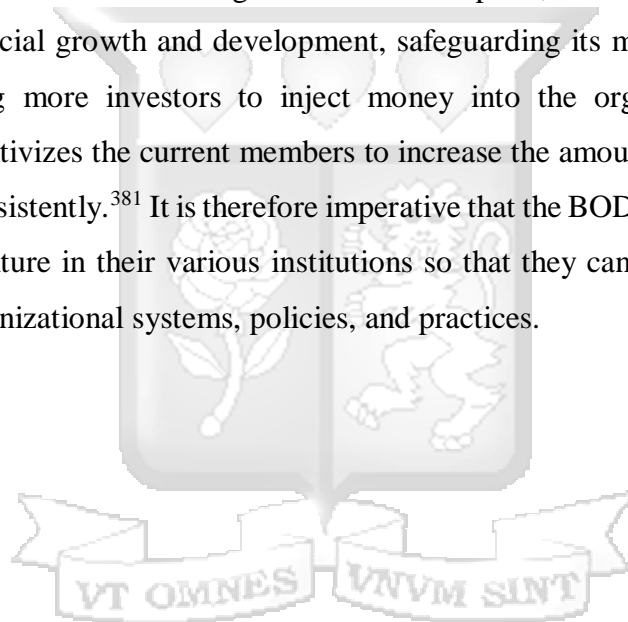 cial growth and development, safeguarding its m
g more investors to inject money into the org
tivizes the current members to increase the amou
sistently.381 It is therefore imperative that the BOD
ture in their various institutions so that they can
nizational systems, policies, and practices.
VT OMNES VNVM SINT